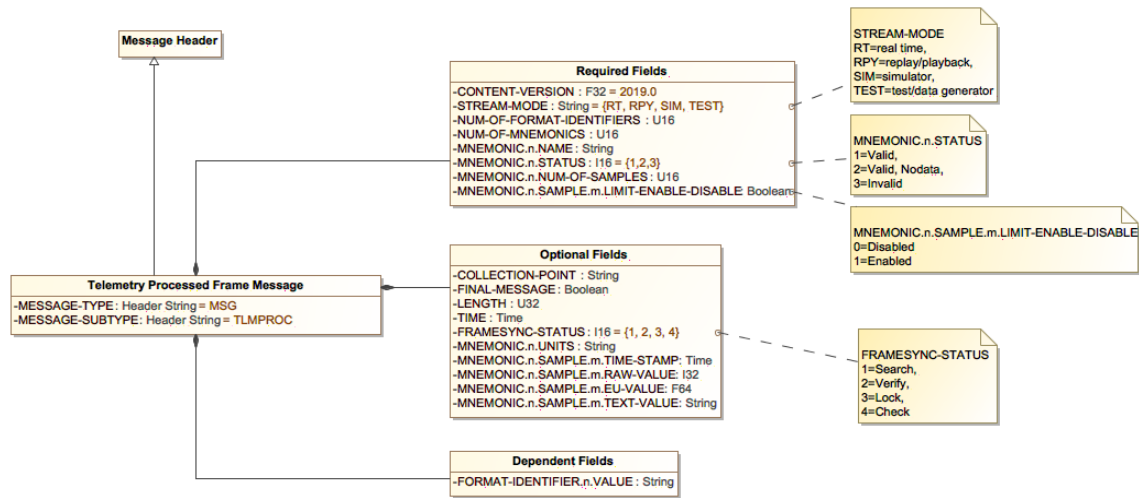 Message Header
Telemetry Processed Frame Message
-MESSAGE-TYPE: Header String = MSG
-MESSAGE-SUBTYPE: Header String = TLMPROC
Required Fields
-CONTENT-VERSION : F32 = 2019.0
-STREAM-MODE : String = {RT, RPY, SIM, TEST}
-NUM-OF-FORMAT-IDENTIFIERS : U16
-NUM-OF-MNEMONICS : U16
-MNEMONIC.n.NAME : String
-MNEMONIC.n.STATUS : I16 = {1,2,3}
-MNEMONIC.n.NUM-OF-SAMPLES : U16
-MNEMONIC.n.SAMPLE.m.LIMIT-ENABLE-DISABLE: Boolean
Optional Fields
-COLLECTION-POINT : String
-FINAL-MESSAGE : Boolean
-LENGTH : U32
-TIME : Time
-FRAMESYNC-STATUS : I16 = {1, 2, 3, 4}
-MNEMONIC.n.UNITS : String
-MNEMONIC.n.SAMPLE.m.TIME-STAMP: Time
-MNEMONIC.n.SAMPLE.m.RAW-VALUE: I32
-MNEMONIC.n.SAMPLE.m.EU-VALUE: F64
-MNEMONIC.n.SAMPLE.m.TEXT-VALUE: String
Dependent Fields
-FORMAT-IDENTIFIER.n.VALUE : String
STREAM-MODE
RT=real time,
RPY=replay/playback,
SIM=simulator,
TEST=test/data generator
MNEMONIC.n.STATUS
1=Valid,
2=Valid, Nodata,
3=Invalid
MNEMONIC.n.SAMPLE.m.LIMIT-ENABLE-DISABLE
0=Disabled
1=Enabled
FRAMESYNC-STATUS
1=Search,
2=Verify,
3=Lock,
4=Check